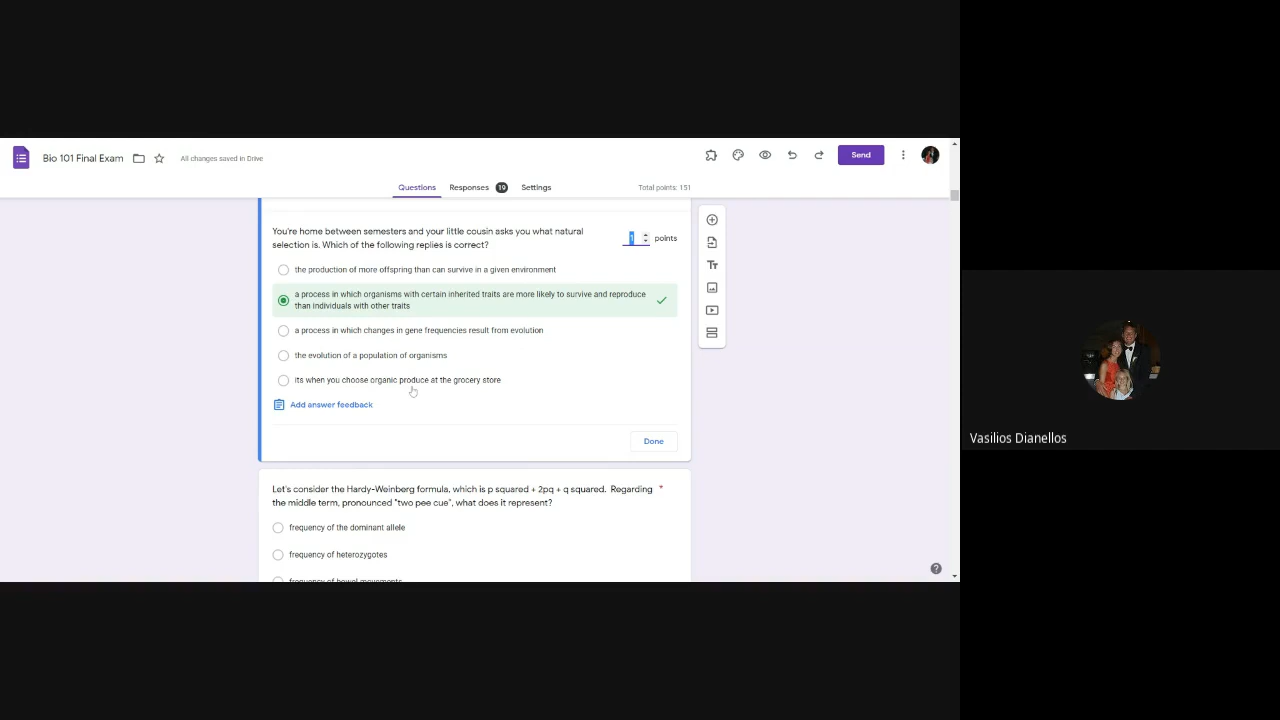 Bio 101 Final Exam
All changes saved in Drive
Send
Questions
Responses 19
Settings
Total points: 151
You're home between semesters and your little cousin asks you what natural
selection is. Which of the following replies is correct?
1 points
the production of more offspring than can survive in a given environment
a process in which organisms with certain inherited traits are more likely to survive and reproduce
than individuals with other traits
a process in which changes in gene frequencies result from evolution
the evolution of a population of organisms
its when you choose organic produce at the grocery store
Add answer feedback
Done
Let's consider the Hardy-Weinberg formula, which is p squared + 2pq + q squared. Regarding *
the middle term, pronounced "two pee cue", what does it represent?
frequency of the dominant allele
frequency of heterozygotes
frequency of bowel movements
Vasilios Dianellos